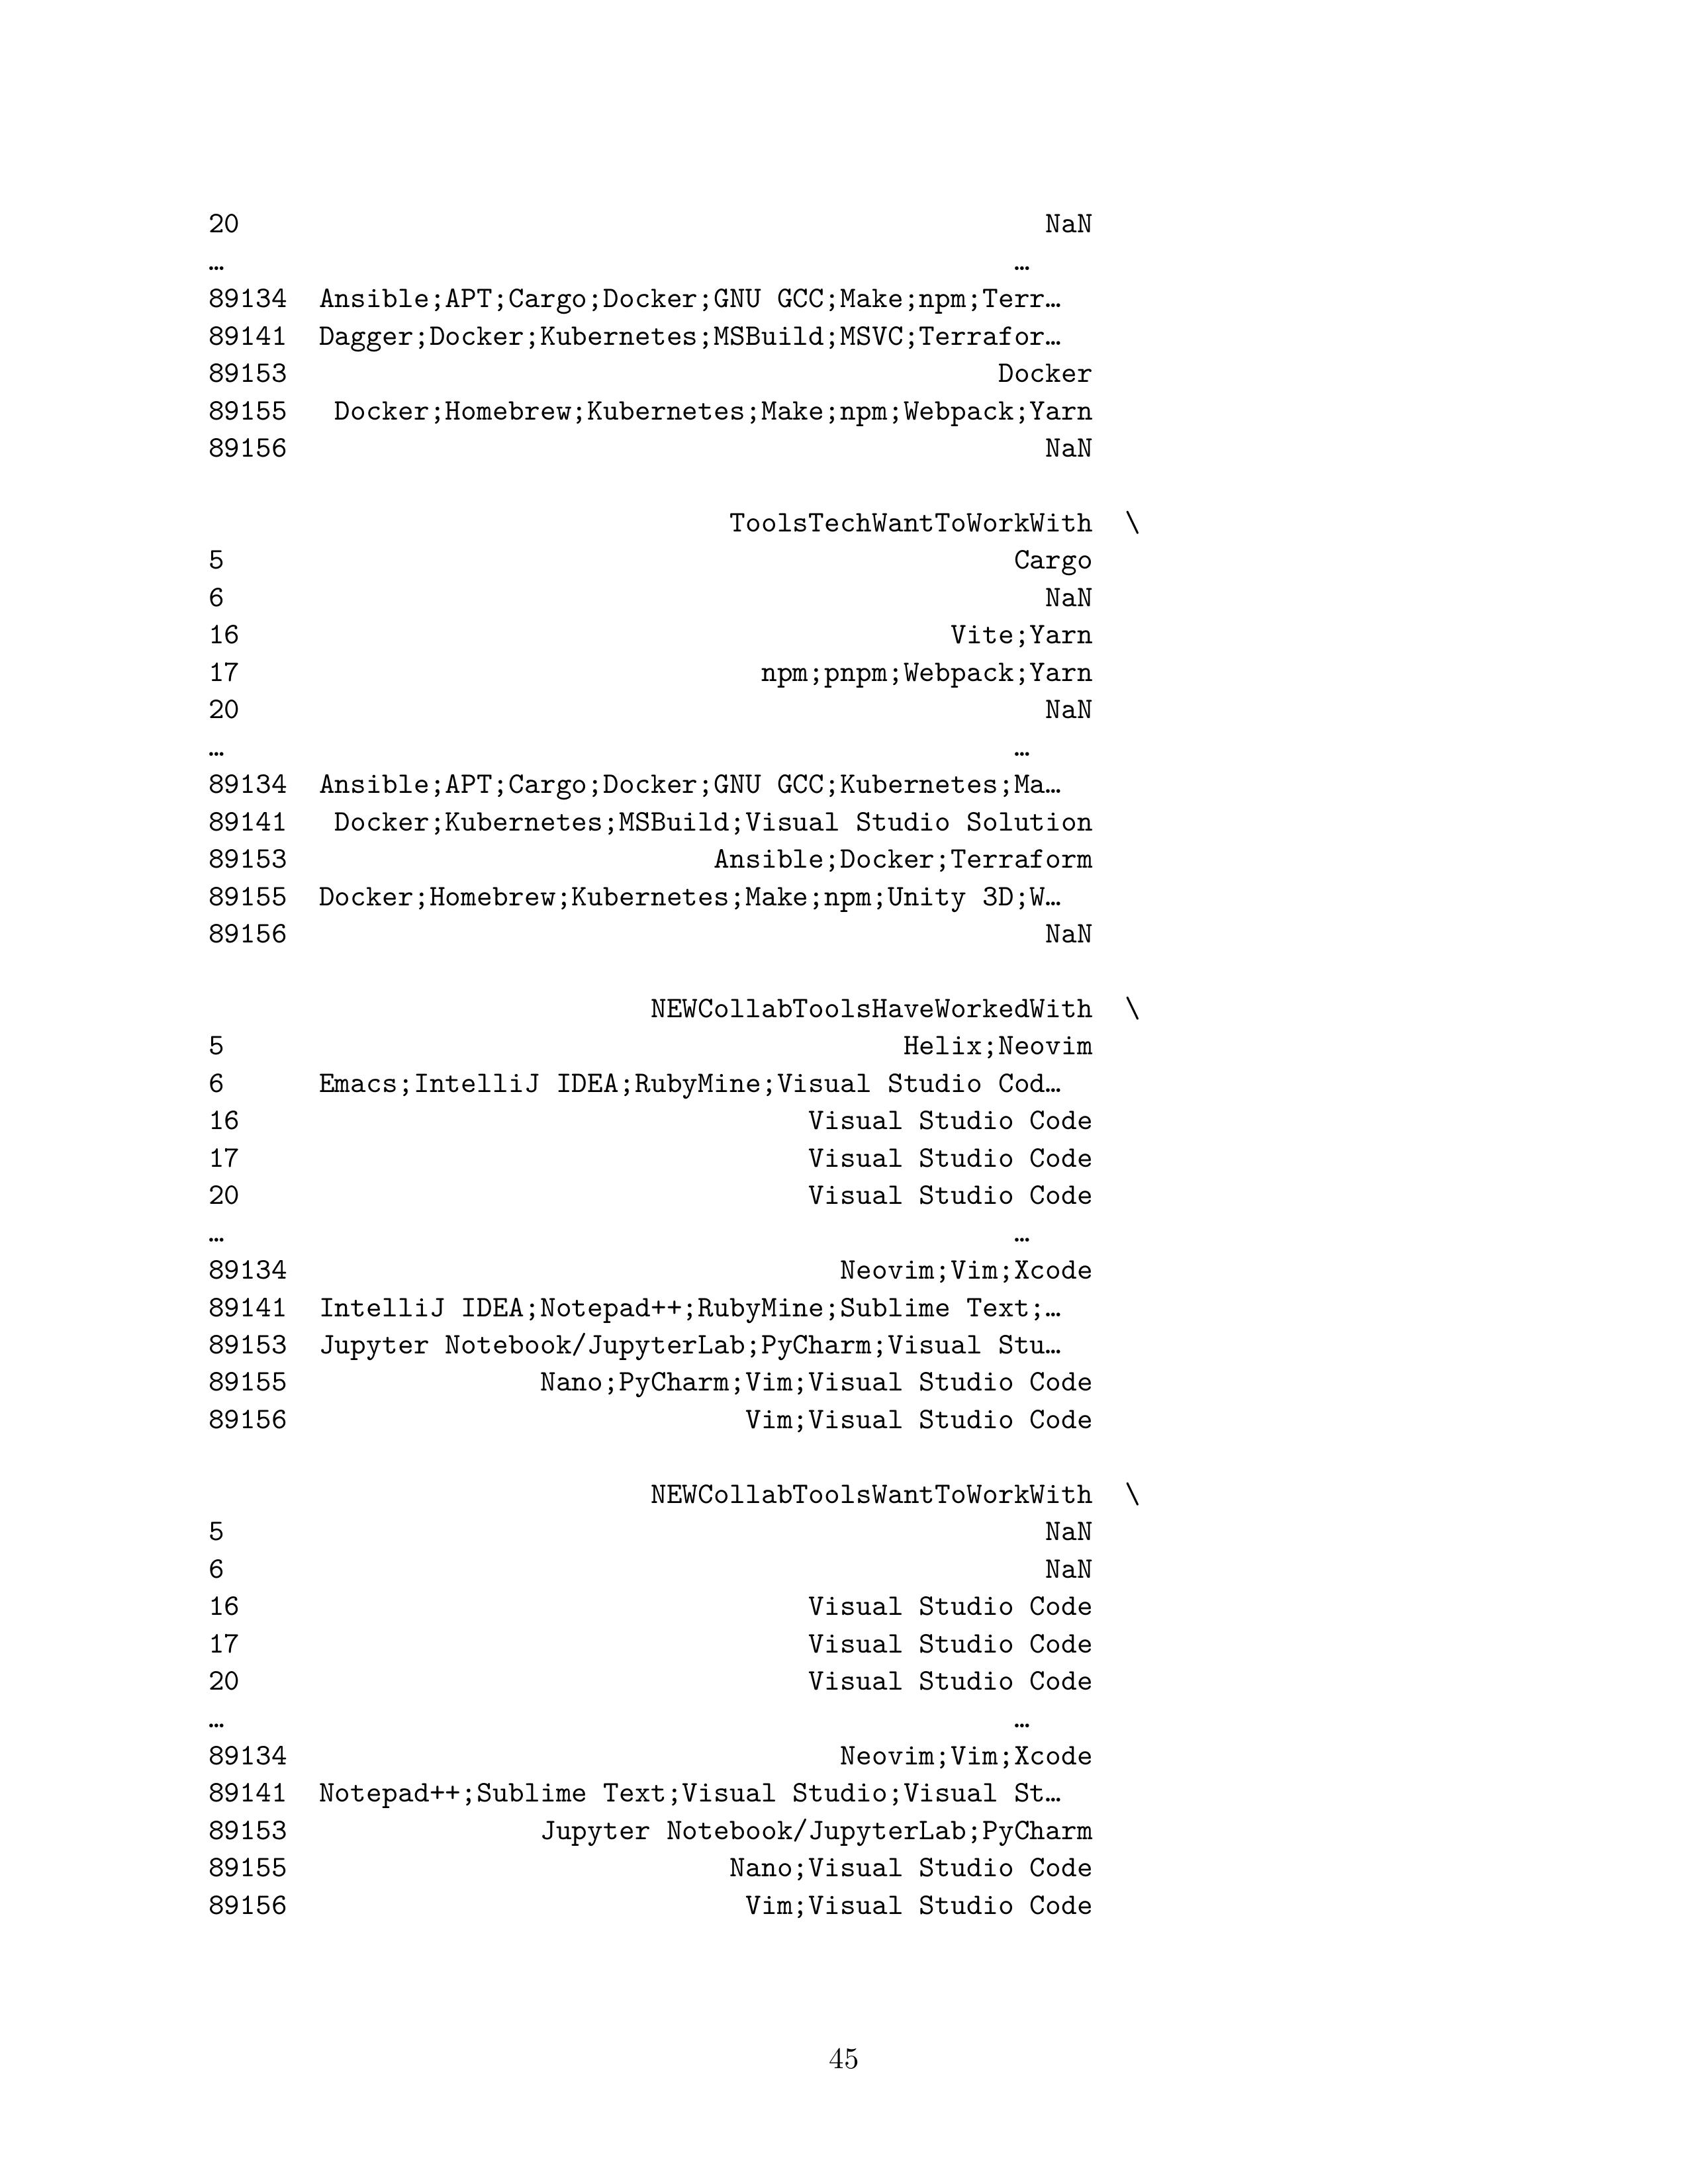 20 NaN
… …
89134 Ansible;APT;Cargo;Docker;GNU GCC;Make;npm;Terr…
89141 Dagger;Docker;Kubernetes;MSBuild;MSVC;Terrafor…
89153 Docker
89155 Docker;Homebrew;Kubernetes;Make;npm;Webpack;Yarn
89156 NaN
ToolsTechWantToWorkWith \
5 Cargo
6 NaN
16 Vite;Yarn
17 npm;pnpm;Webpack;Yarn
20 NaN
… …
89134 Ansible;APT;Cargo;Docker;GNU GCC;Kubernetes;Ma…
89141 Docker;Kubernetes;MSBuild;Visual Studio Solution
89153 Ansible;Docker;Terraform
89155 Docker;Homebrew;Kubernetes;Make;npm;Unity 3D;W…
89156 NaN
NEWCollabToolsHaveWorkedWith \
5 Helix;Neovim
6 Emacs;IntelliJ IDEA;RubyMine;Visual Studio Cod…
16 Visual Studio Code
17 Visual Studio Code
20 Visual Studio Code
… …
89134 Neovim;Vim;Xcode
89141 IntelliJ IDEA;Notepad++;RubyMine;Sublime Text;…
89153 Jupyter Notebook/JupyterLab;PyCharm;Visual Stu…
89155 Nano;PyCharm;Vim;Visual Studio Code
89156 Vim;Visual Studio Code
NEWCollabToolsWantToWorkWith \
5 NaN
6 NaN
16 Visual Studio Code
17 Visual Studio Code
20 Visual Studio Code
… …
89134 Neovim;Vim;Xcode
89141 Notepad++;Sublime Text;Visual Studio;Visual St…
89153 Jupyter Notebook/JupyterLab;PyCharm
89155 Nano;Visual Studio Code
89156 Vim;Visual Studio Code
45